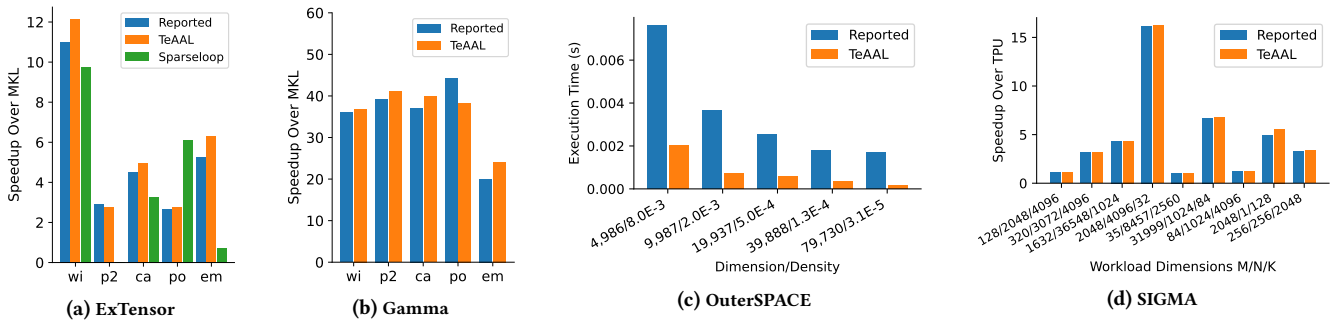 Speedup Over MKL
12
10
8
6
4
2
0
Reported
TeAAL
Sparseloop
wi
p2
ca
po
em
(a) ExTensor
Speedup Over MKL
60
50
40
30
20
10
0
Reported
TeAAL
wi
p2
ca
po
em
(b) Gamma
Execution Time (s)
0.006
0.004
0.002
0.000
Reported
TeAAL
4,986/8.0E-3
9,987/2.0E-3
19,937/5.0E-4
39,888/1.3E-4
79,730/3.1E-5
Dimension/Density
(c) OuterSPACE
Speedup Over TPU
15
10
5
0
Reported
TeAAL
128/2048/4096
320/3072/4096
1632/36548/1024
2048/4096/32
35/8457/2560
31999/1024/84
84/1024/4096
2048/1/128
256/256/2048
Workload Dimensions M/N/K
(d) SIGMA